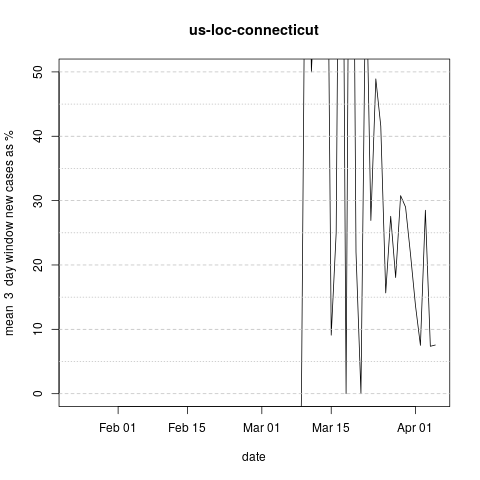 us-loc-connecticut
mean  3  day window new cases as %
50
40
30
20
10
0
Feb 01 Feb 15 Mar 01 Mar 15 Apr 01
date